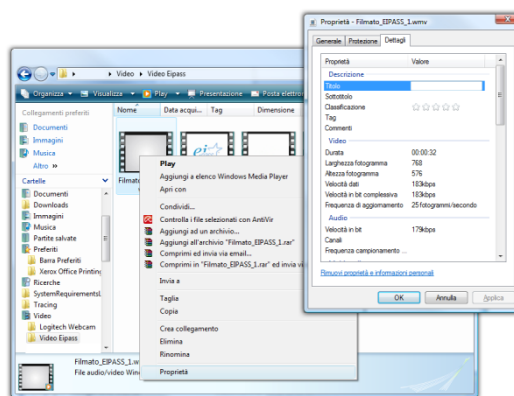 Proprietà - Filmato_EIPASS_1.wmv
Generale Protezione Dettagli
Proprietà Valore
Descrizione
Titolo
Sottotitolo
Classificazione
Tag
Commenti
Video
Durata 00:00:32
Larghezza fotogramma 768
Altezza fotogramma 576
Velocità dati 183kbps
Velocità in bit complessiva 183kbps
Frequenza di aggiornamento 25 fotogrammi/secondo
Audio
Velocità in bit 179kbps
Canali
Frequenza campionamento ...
Rimuovi proprietà e informazioni personali
OK Annulla Applica
Video Video Eipass
Organizza Visualizza Play Presentazione Posta elettron
Collegamenti preferiti
Documenti
Immagini
Musica
Altro »
Cartelle
Documenti
Downloads
Immagini
Musica
Partite salvate
Preferiti
Barra Preferiti
Xerox Office Printing
Ricerche
SystemRequirementsL
Tracing
Video
Logitech Webcam
Video Eipass
Nome Data acqui... Tag Dimensione
ei
Filmat
Play
Aggiungi a elenco Windows Media Player
Apri con
Condividi...
Controlla i file selezionati con AntiVir
Aggiungi ad un archivio...
Aggiungi all'archivio "Filmato_EIPASS_1.rar"
Comprimi ed invia via email...
Comprimi in "Filmato_EIPASS_1.rar" ed invia via
Invia a
Taglia
Copia
Crea collegamento
Elimina
Rinomina
Proprietà
Filmato_EIPASS_1.w
File audio/video Wind